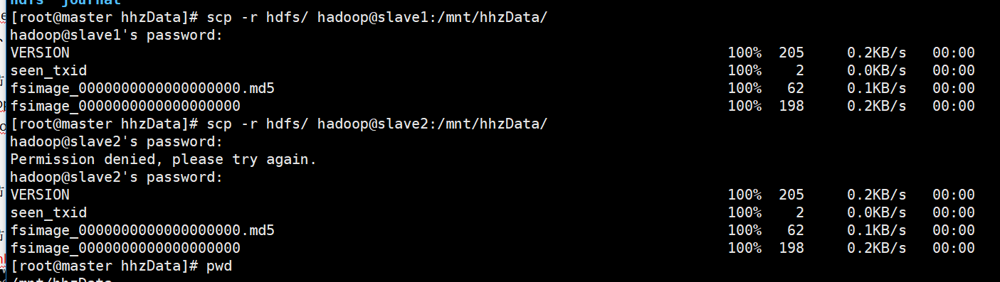 hdfs journal
[root@master hhzData]# scp -r hdfs/ hadoop@slave1:/mnt/hhzData/
hadoop@slave1's password:
VERSION 100% 205 0.2KB/s 00:00
seen_txid 100% 2 0.0KB/s 00:00
fsimage_0000000000000000000.md5 100% 62 0.1KB/s 00:00
fsimage_0000000000000000000 100% 198 0.2KB/s 00:00
[root@master hhzData]# scp -r hdfs/ hadoop@slave2:/mnt/hhzData/
hadoop@slave2's password:
Permission denied, please try again.
hadoop@slave2's password:
VERSION 100% 205 0.2KB/s 00:00
seen_txid 100% 2 0.0KB/s 00:00
fsimage_0000000000000000000.md5 100% 62 0.1KB/s 00:00
fsimage_0000000000000000000 100% 198 0.2KB/s 00:00
[root@master hhzData]# pwd
/mnt/hhzData